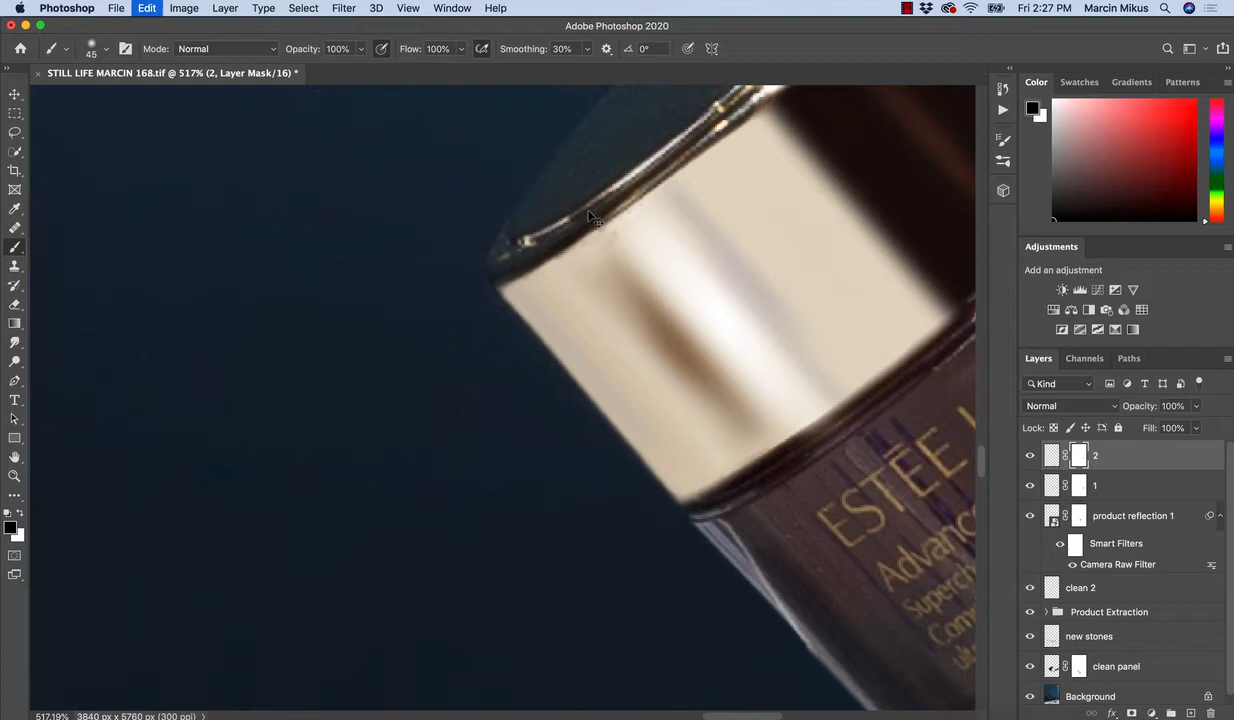 Photoshop File Edit Image Layer Type Select Filter 3D View Window Help Fri 2:27 PM Marcin Mikus
Adobe Photoshop 2020
45 Mode: Normal Opacity: 100% Flow: 100% Smoothing: 30% 0°
STILL LIFE MARCIN 168.tif @ 517% (2, Layer Mask/16) *
Color Swatches Gradients Patterns
Adjustments
Add an adjustment
Layers Channels Paths
Kind
Normal Opacity: 100%
Lock: Fill: 100%
2
1
product reflection 1
Smart Filters
Camera Raw Filter
clean 2
Product Extraction
new stones
clean panel
Background
ESTÉE
Advanc
Superch
Com
517.19% 3840 px x 5760 px (300 ppi)